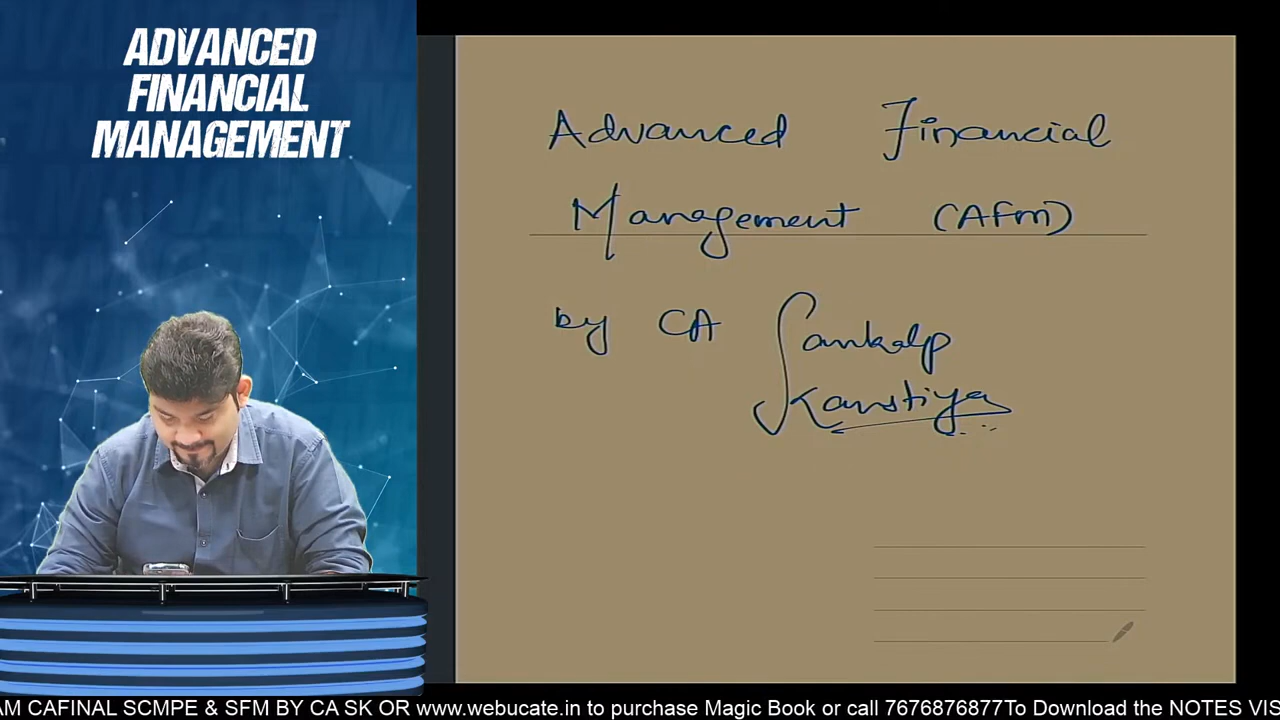 ADVANCED
FINANCIAL
MANAGEMENT
Advanced Financial
Management (AFM)
by CA Sankalp
Kanstiya
AM CAFINAL SCMPE & SFM BY CA SK OR www.webucate.in to purchase Magic Book or call 7676876877To Download the NOTES VIS